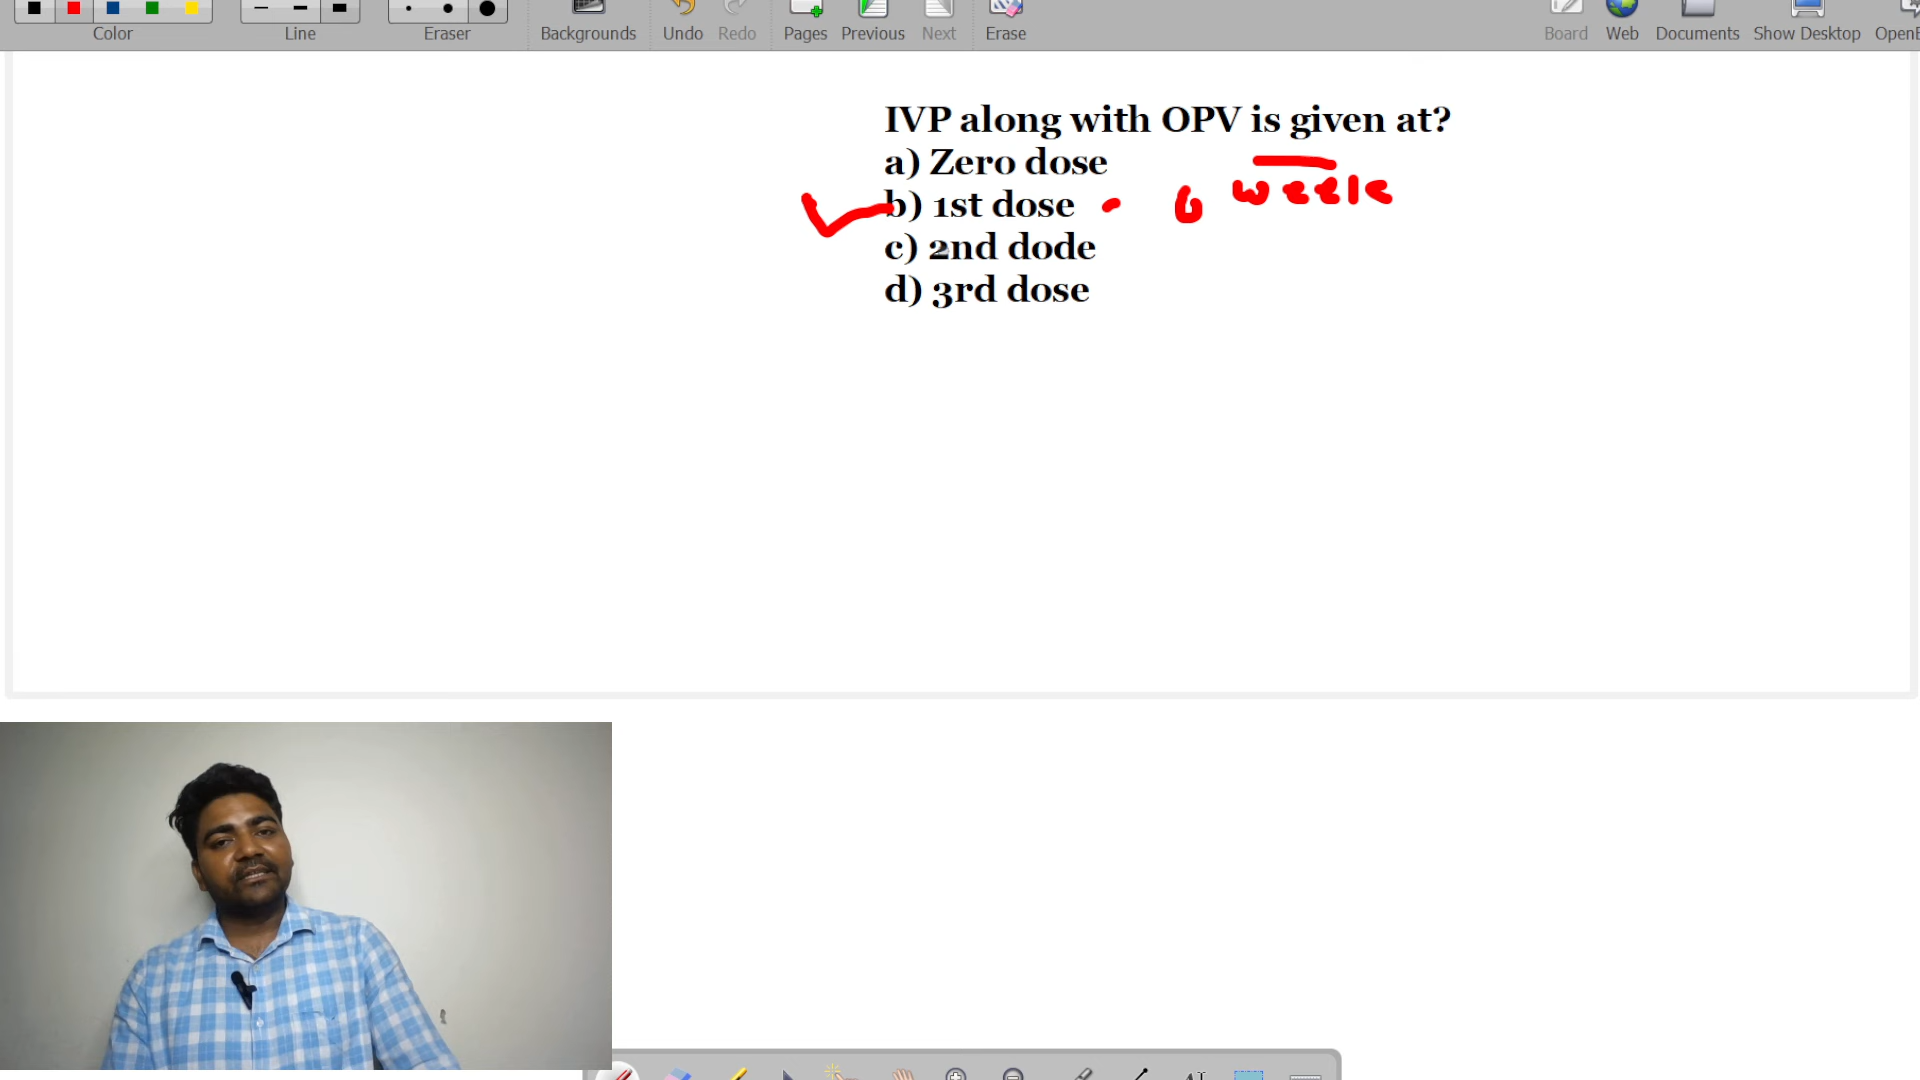 Color Line Eraser Backgrounds Undo Redo Pages Previous Next Erase Board Web Documents Show Desktop
IVP along with OPV is given at?
a) Zero dose
b) 1st dose 6 week
c) 2nd dode
d) 3rd dose